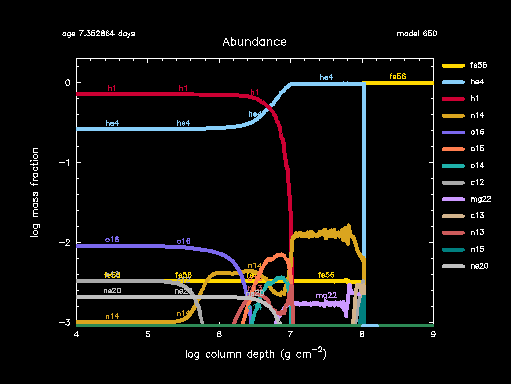 age 7.352864 days
model 650
Abundance
fe56
he4
fe56
h1
h1
h1
he4
he4
he4
o16
o16
n14
fe56
fe56
fe56
ne20
mg22
n14
0
−1
−2
−3
4
5
6
7
8
9
log mass fraction
log column depth (g cm⁻²)
fe56
he4
h1
n14
o16
o15
o14
c12
mg22
c13
n13
n15
ne20